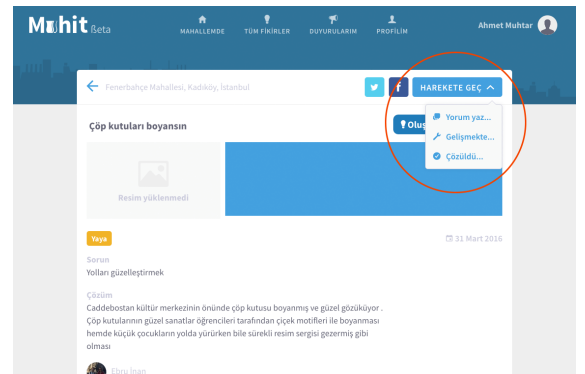 Muhit Beta
MAHALLEMDE TÜM FİKİRLER DUYURULARIM PROFİLİM
Ahmet Muhtar
Fenerbahçe Mahallesi, Kadıköy, İstanbul
f HAREKETE GEÇ
Çöp kutuları boyansın
Yorum yaz...
Gelişmekte...
Çözüldü...
Resim yüklenmedi
Yaya
31 Mart 2016
Sorun
Yolları güzelleştirmek
Çözüm
Caddebostan kültür merkezinin önünde çöp kutusu boyanmış ve güzel gözüküyor .
Çöp kutularının güzel sanatlar öğrencileri tarafından çiçek motifleri ile boyanması
hemde küçük çocukların yolda yürürken bile sürekli resim sergisi gezermiş gibi
olması
Ebru İnan